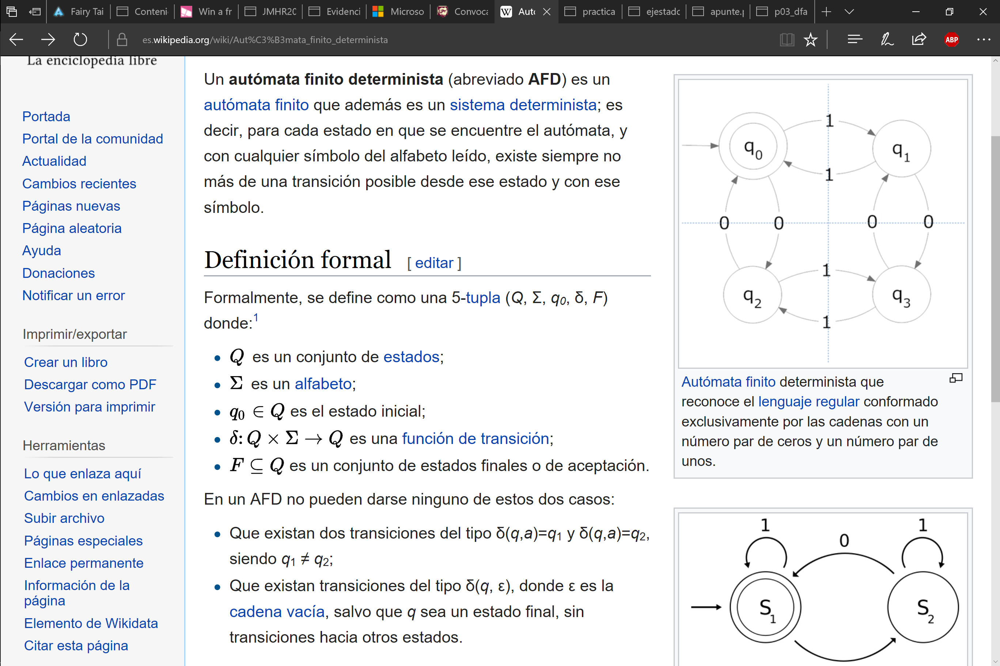 Fairy Tai
Conteni
Win a fr
JMHR20
Evidenci
Microso
Convoca
W Auto
practica
ejestado
apunte.p
p03_dfa
es.wikipedia.org/wiki/Aut%C3%B3mata_finito_determinista
ABP
La enciclopedia libre
Portada
Portal de la comunidad
Actualidad
Cambios recientes
Páginas nuevas
Página aleatoria
Ayuda
Donaciones
Notificar un error
Imprimir/exportar
Crear un libro
Descargar como PDF
Versión para imprimir
Herramientas
Lo que enlaza aquí
Cambios en enlazadas
Subir archivo
Páginas especiales
Enlace permanente
Información de la
página
Elemento de Wikidata
Citar esta página
Un autómata finito determinista (abreviado AFD) es un
autómata finito que además es un sistema determinista; es
decir, para cada estado en que se encuentre el autómata, y
con cualquier símbolo del alfabeto leído, existe siempre no
más de una transición posible desde ese estado y con ese
símbolo.
Definición formal [ editar ]
Formalmente, se define como una 5-tupla (Q, Σ, q0, δ, F)
donde:1
• Q es un conjunto de estados;
• Σ es un alfabeto;
• q0 ∈ Q es el estado inicial;
• δ: Q × Σ → Q es una función de transición;
• F ⊆ Q es un conjunto de estados finales o de aceptación.
En un AFD no pueden darse ninguno de estos dos casos:
• Que existan dos transiciones del tipo δ(q,a)=q1 y δ(q,a)=q2,
siendo q1 ≠ q2;
• Que existan transiciones del tipo δ(q, ε), donde ε es la
cadena vacía, salvo que q sea un estado final, sin
transiciones hacia otros estados.
1
q0 q1
1
0 0 0 0
1
q2 q3
1
Autómata finito determinista que
reconoce el lenguaje regular conformado
exclusivamente por las cadenas con un
número par de ceros y un número par de
unos.
1 0 1
S1 S2